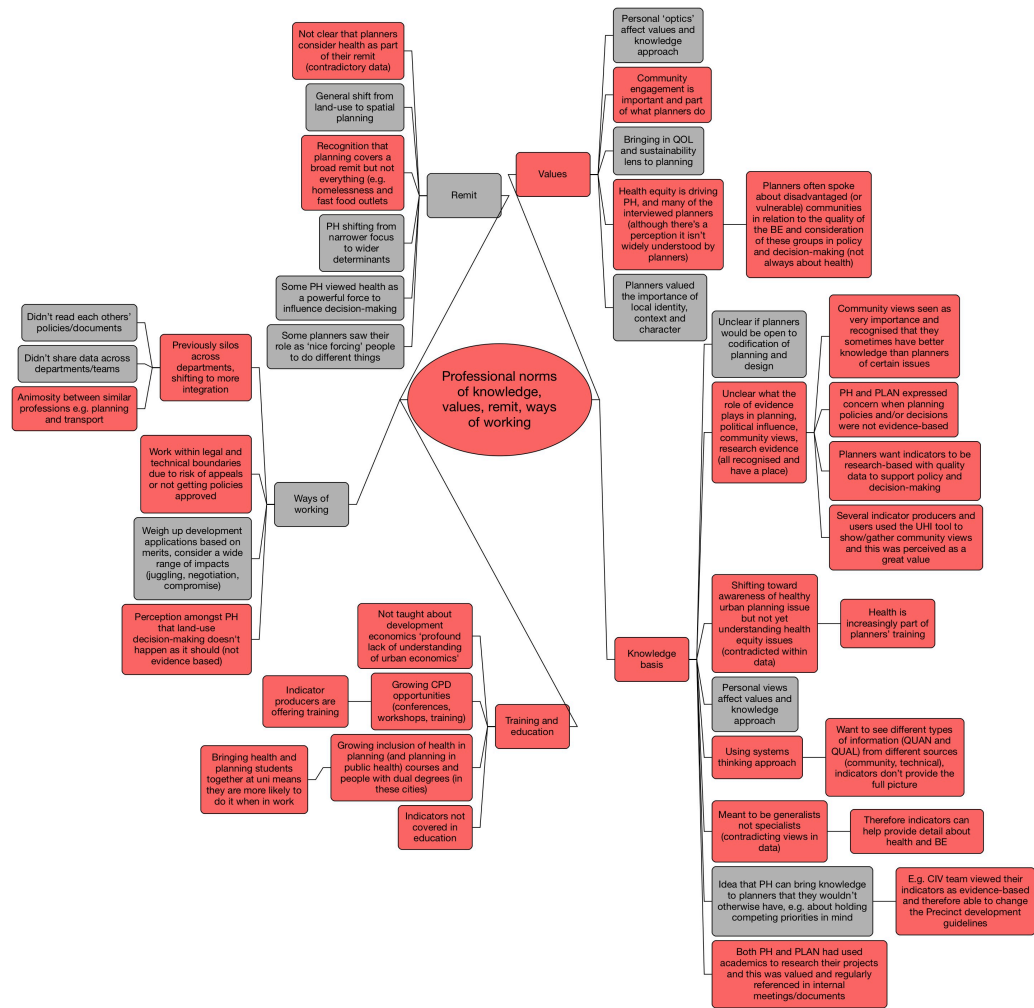 Professional norms
of knowledge,
values, remit, ways
of working
Remit
Not clear that planners
consider health as part
of their remit
(contradictory data)
General shift from
land-use to spatial
planning
Recognition that
planning covers a
broad remit but not
everything (e.g.
homelessness and
fast food outlets
PH shifting from
narrower focus
to wider
determinants
Some PH viewed health as
a powerful force to
influence decision-making
Some planners saw their
role as ‘nice forcing’ people
to do different things
Values
Personal ‘optics’
affect values and
knowledge
approach
Community
engagement is
important and part
of what planners do
Bringing in QOL
and sustainability
lens to planning
Health equity is driving
PH, and many of the
interviewed planners
(although there’s a
perception it isn’t
widely understood by
planners)
Planners often spoke
about disadvantaged (or
vulnerable) communities
in relation to the quality of
the BE and consideration
of these groups in policy
and decision-making (not
always about health)
Planners valued
the importance of
local identity,
context and
character
Ways of
working
Previously silos
across
departments,
shifting to more
integration
Didn’t read each others’
policies/documents
Didn’t share data across
departments/teams
Animosity between similar
professions e.g. planning
and transport
Work within legal and
technical boundaries
due to risk of appeals
or not getting policies
approved
Weigh up development
applications based on
merits, consider a wide
range of impacts
(juggling, negotiation,
compromise)
Perception amongst PH
that land-use
decision-making doesn’t
happen as it should (not
evidence based)
Training and
education
Not taught about
development
economics ‘profound
lack of understanding
of urban economics’
Growing CPD
opportunities
(conferences,
workshops, training)
Indicator
producers are
offering training
Growing inclusion of health in
planning (and planning in
public health) courses and
people with dual degrees (in
these cities)
Bringing health and
planning students
together at uni means
they are more likely to
do it when in work
Indicators not
covered in
education
Knowledge
basis
Unclear if planners
would be open to
codification of
planning and
design
Unclear what the
role of evidence
plays in planning,
political influence,
community views,
research evidence
(all recognised and
have a place)
Community views seen as
very importance and
recognised that they
sometimes have better
knowledge than planners
of certain issues
PH and PLAN expressed
concern when planning
policies and/or decisions
were not evidence-based
Planners want indicators to be
research-based with quality
data to support policy and
decision-making
Several indicator producers and
users used the UHI tool to
show/gather community views
and this was perceived as a
great value
Shifting toward
awareness of healthy
urban planning issue
but not yet
understanding health
equity issues
(contradicted within
data)
Health is
increasingly part of
planners’ training
Personal views
affect values and
knowledge
approach
Using systems
thinking approach
Want to see different types
of information (QUAN and
QUAL) from different sources
(community, technical),
indicators don’t provide the
full picture
Meant to be generalists
not specialists
(contradicting views in
data)
Therefore indicators can
help provide detail about
health and BE
Idea that PH can bring knowledge
to planners that they wouldn’t
otherwise have, e.g. about holding
competing priorities in mind
E.g. CIV team viewed their
indicators as evidence-based
and therefore able to change
the Precinct development
guidelines
Both PH and PLAN had used
academics to research their projects
and this was valued and regularly
referenced in internal
meetings/documents